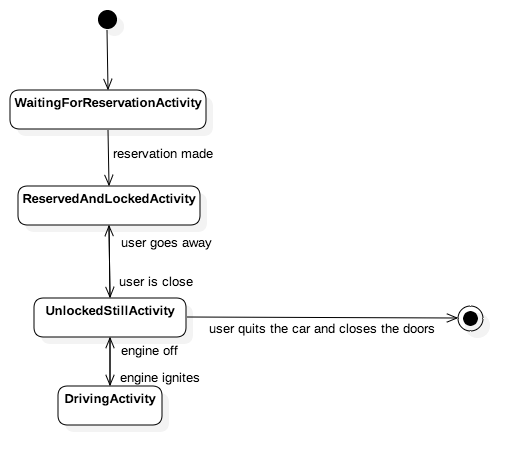 WaitingForReservationActivity
reservation made
ReservedAndLockedActivity
user goes away
user is close
UnlockedStillActivity
user quits the car and closes the doors
engine off
engine ignites
DrivingActivity